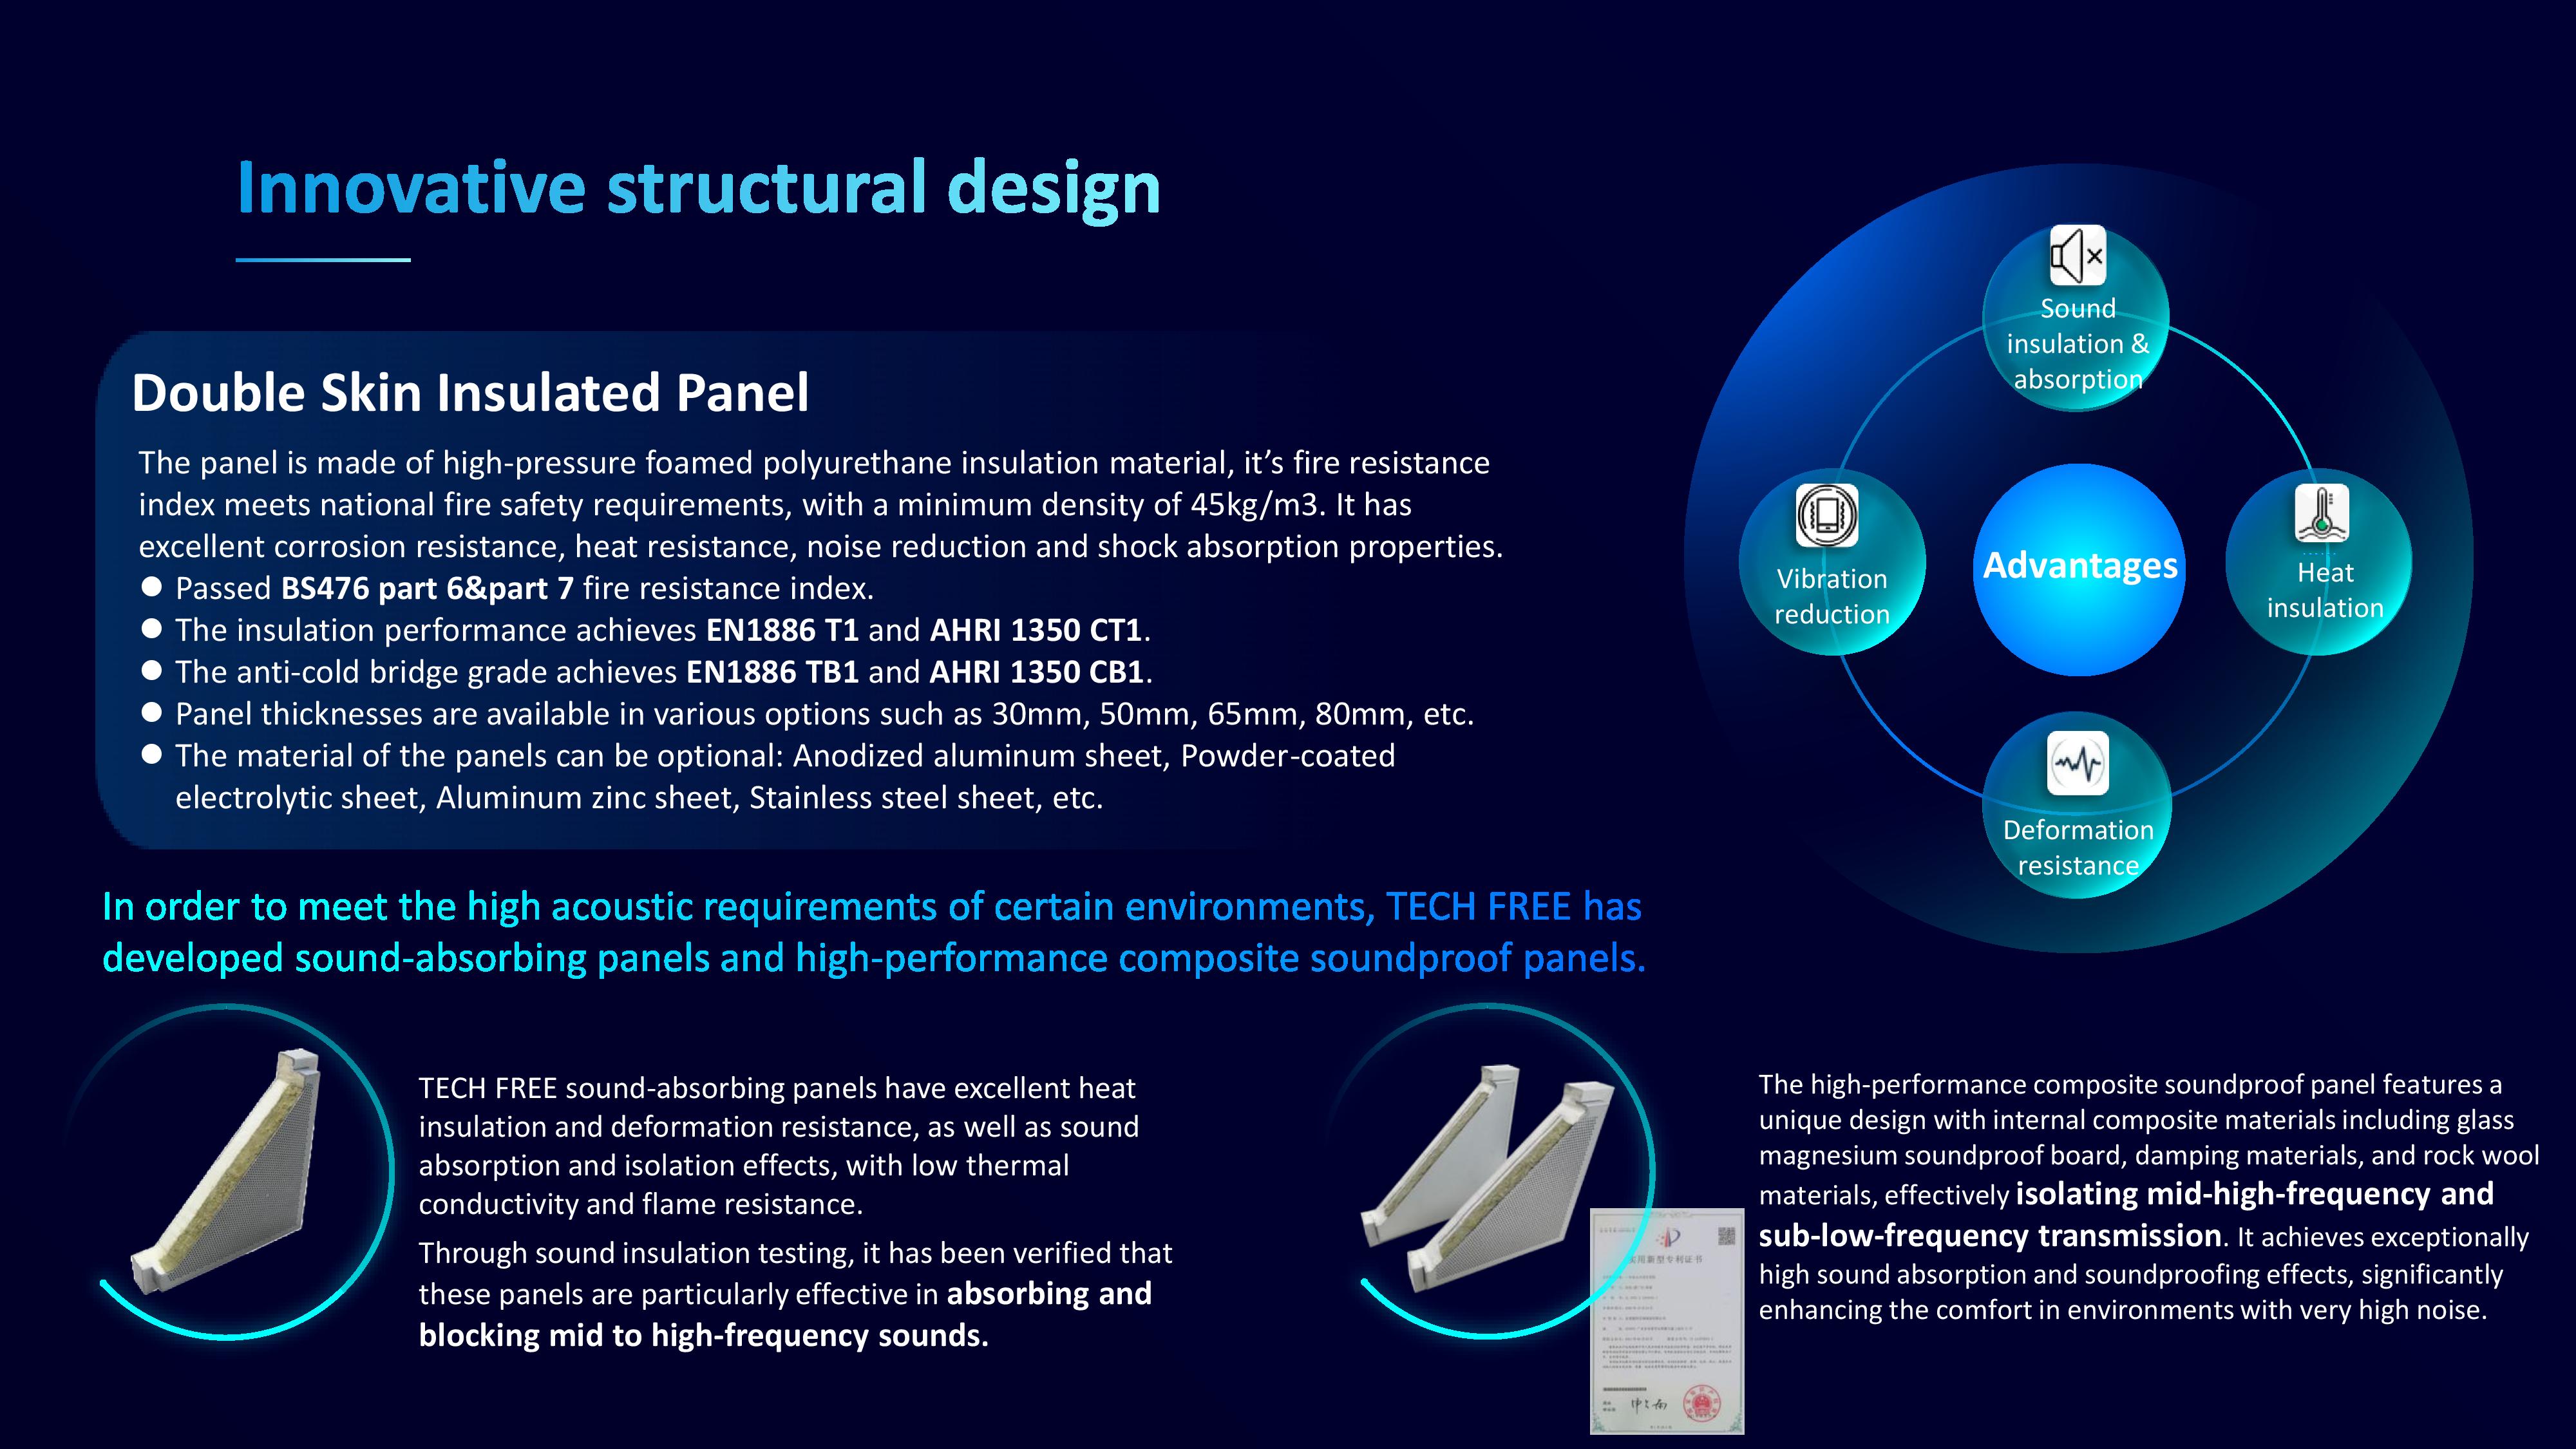 Innovative structural design
Double Skin Insulated Panel
The panel is made of high-pressure foamed polyurethane insulation material, it’s fire resistance
index meets national fire safety requirements, with a minimum density of 45kg/m3. It has
excellent corrosion resistance, heat resistance, noise reduction and shock absorption properties.
● Passed BS476 part 6&part 7 fire resistance index.
● The insulation performance achieves EN1886 T1 and AHRI 1350 CT1.
● The anti-cold bridge grade achieves EN1886 TB1 and AHRI 1350 CB1.
● Panel thicknesses are available in various options such as 30mm, 50mm, 65mm, 80mm, etc.
● The material of the panels can be optional: Anodized aluminum sheet, Powder-coated
electrolytic sheet, Aluminum zinc sheet, Stainless steel sheet, etc.
Sound
insulation &
absorption
Vibration
reduction
Advantages
Heat
insulation
Deformation
resistance
In order to meet the high acoustic requirements of certain environments, TECH FREE has
developed sound-absorbing panels and high-performance composite soundproof panels.
TECH FREE sound-absorbing panels have excellent heat
insulation and deformation resistance, as well as sound
absorption and isolation effects, with low thermal
conductivity and flame resistance.
Through sound insulation testing, it has been verified that
these panels are particularly effective in absorbing and
blocking mid to high-frequency sounds.
实用新型专利证书
The high-performance composite soundproof panel features a
unique design with internal composite materials including glass
magnesium soundproof board, damping materials, and rock wool
materials, effectively isolating mid-high-frequency and
sub-low-frequency transmission. It achieves exceptionally
high sound absorption and soundproofing effects, significantly
enhancing the comfort in environments with very high noise.